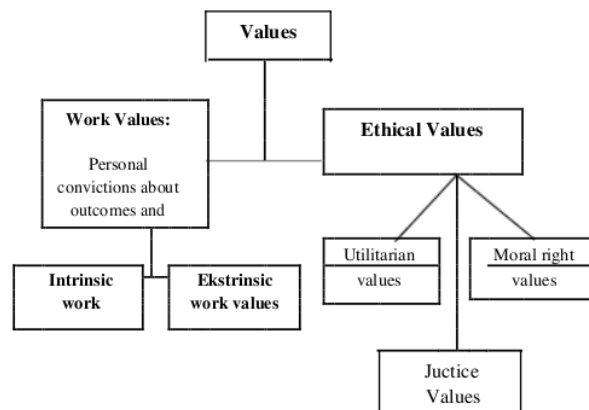 Values
Work Values:
Personal
convictions about
outcomes and
Ethical Values
Intrinsic
work
Ekstrinsic
work values
Utilitarian
values
Moral right
values
Juctice
Values